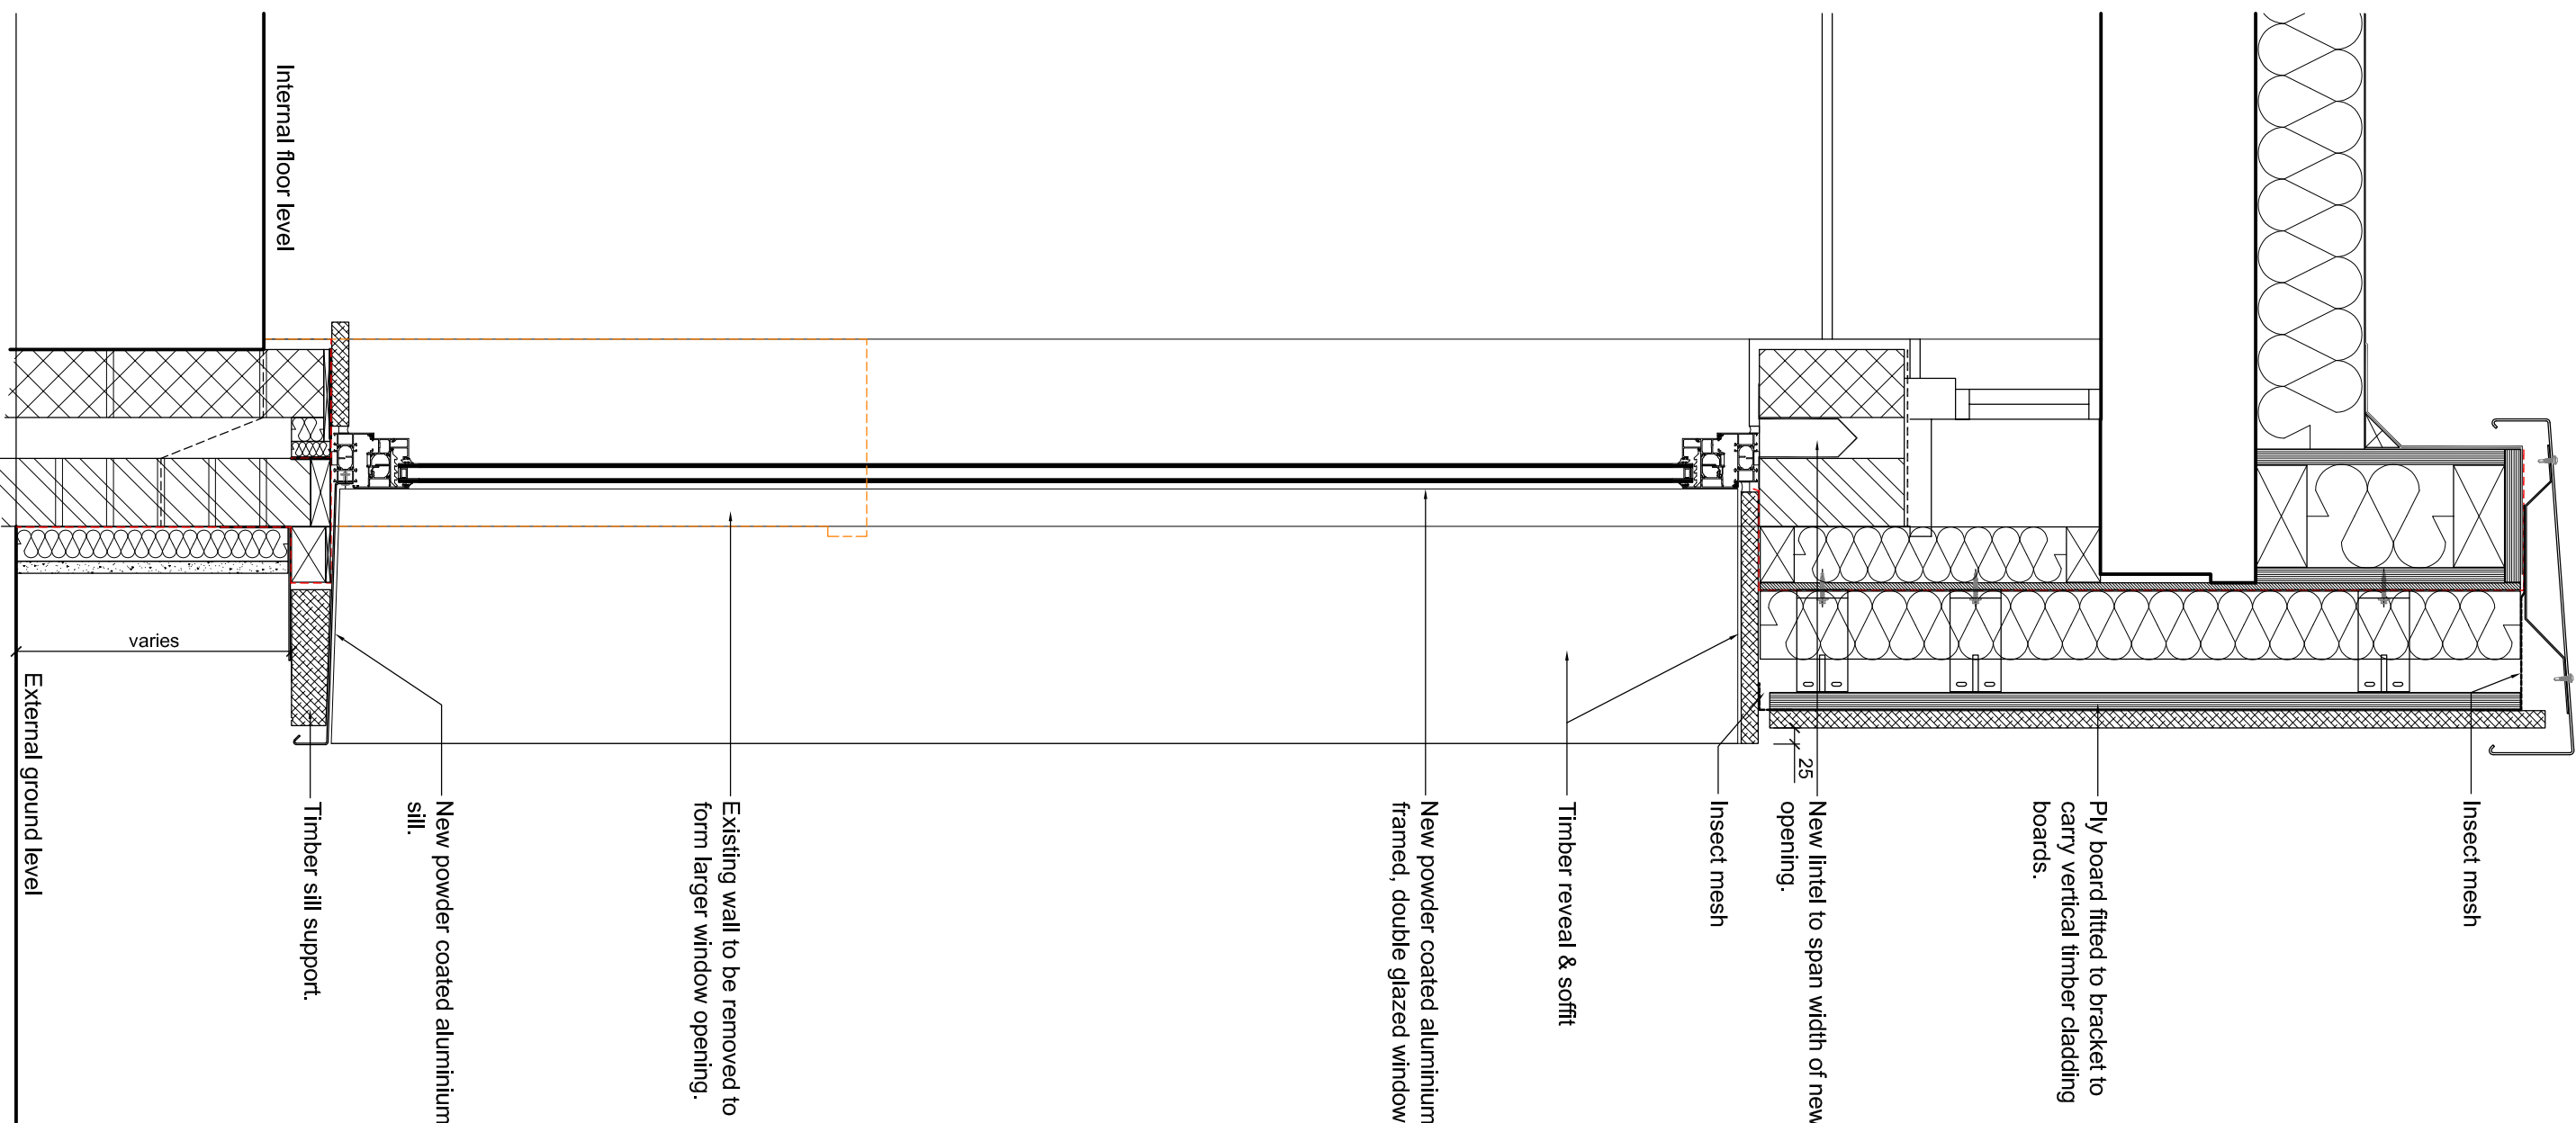 Insect mesh
Ply board fitted to bracket to
carry vertical timber cladding
boards.
New lintel to span width of new
opening.
25
Insect mesh
Timber reveal & soffit
New powder coated aluminium
framed, double glazed window
Existing wall to be removed to
form larger window opening.
New powder coated aluminium
sill.
Timber sill support.
Internal floor level
varies
External ground level